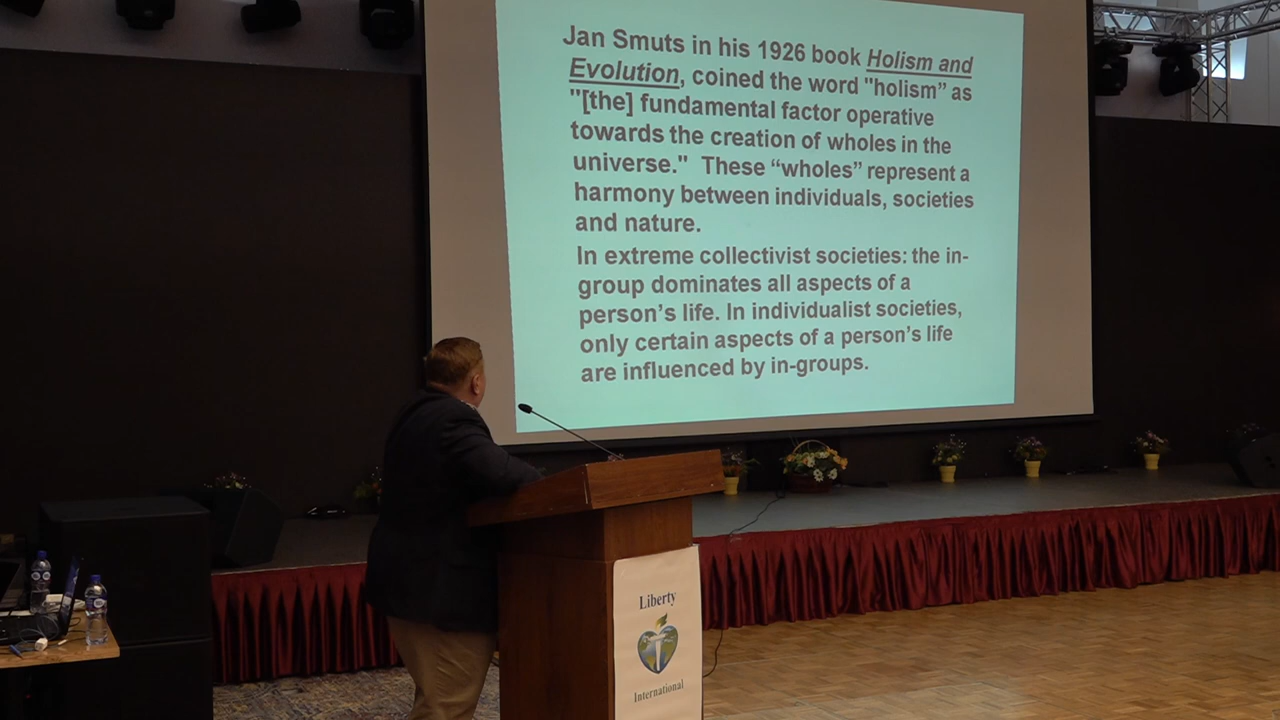 Jan Smuts in his 1926 book Holism and
Evolution, coined the word "holism” as
"[the] fundamental factor operative
towards the creation of wholes in the
universe."  These “wholes” represent a
harmony between individuals, societies
and nature.
In extreme collectivist societies: the in-
group dominates all aspects of a
person’s life. In individualist societies,
only certain aspects of a person’s life
are influenced by in-groups.
Liberty
International